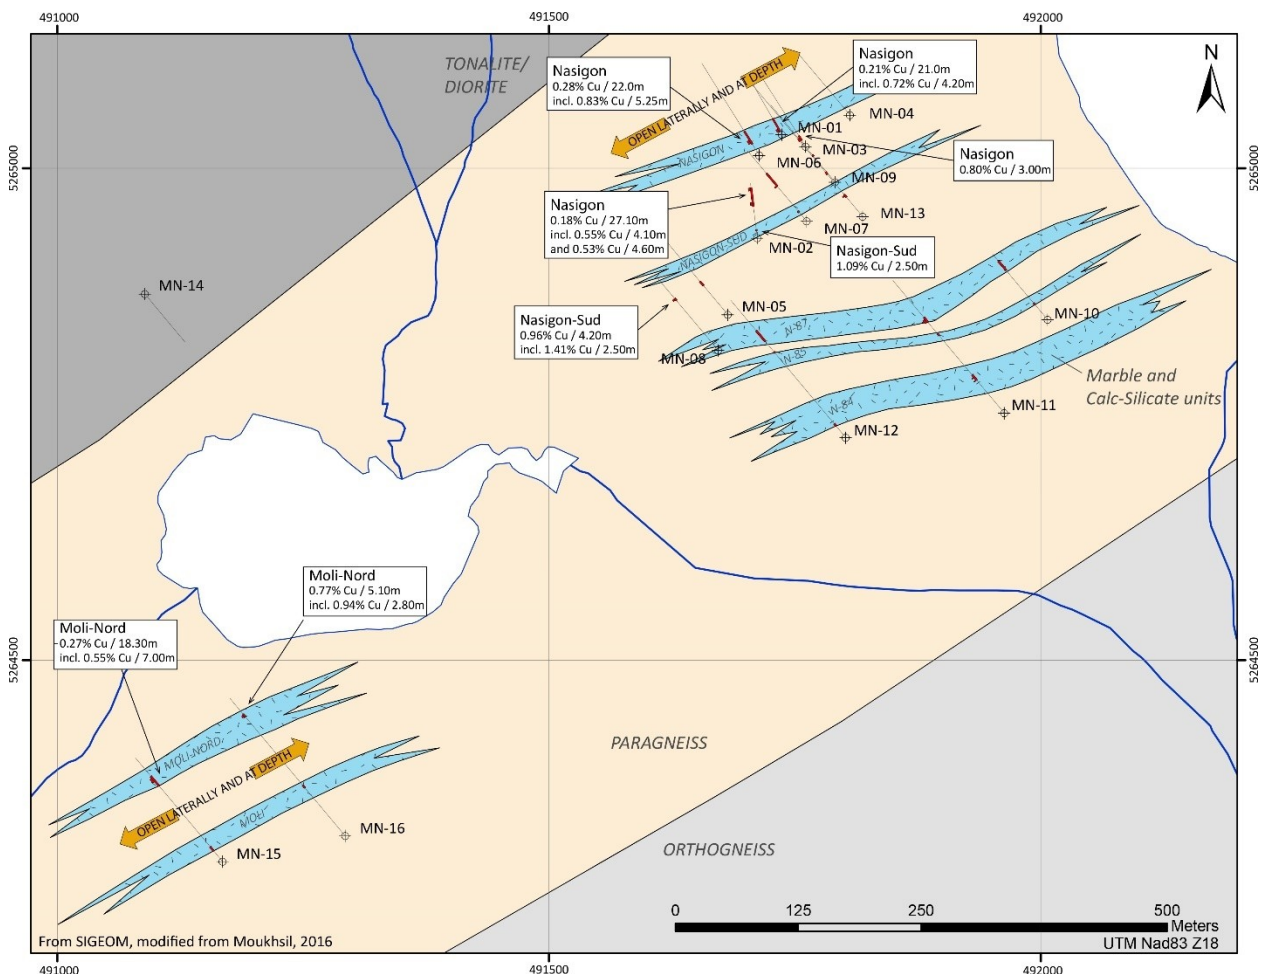 491000
491500
492000
TONALITE/
DIORITE
Nasigon
0.28% Cu / 22.0m
incl. 0.83% Cu / 5.25m
Nasigon
0.21% Cu / 21.0m
incl. 0.72% Cu / 4.20m
N
OPEN LATERALLY AND AT DEPTH
MN-04
MN-01
MN-03
MN-06
NASIGON
Nasigon
0.80% Cu / 3.00m
5265000
5265000
MN-09
Nasigon
0.18% Cu / 27.10m
incl. 0.55% Cu / 4.10m
and 0.53% Cu / 4.60m
MN-13
MN-07
MN-02
NASIGON-SUD
Nasigon-Sud
1.09% Cu / 2.50m
MN-14
MN-05
MN-10
Nasigon-Sud
0.96% Cu / 4.20m
incl. 1.41% Cu / 2.50m
N-87
N-85
MN-08
Marble and
Calc-Silicate units
N-84
MN-11
MN-12
Moli-Nord
0.77% Cu / 5.10m
incl. 0.94% Cu / 2.80m
Moli-Nord
0.27% Cu / 18.30m
incl. 0.55% Cu / 7.00m
5264500
5264500
MOLI-NORD
OPEN LATERALLY AND AT DEPTH
MOLI
PARAGNEISS
MN-16
MN-15
ORTHOGNEISS
0 125 250 500
Meters
From SIGEOM, modified from Moukhsil, 2016
UTM Nad83 Z18
491000
491500
492000